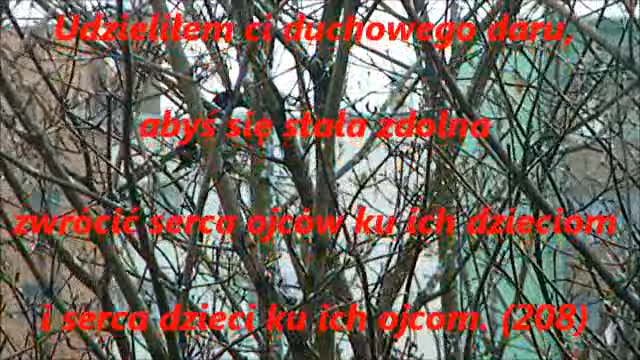 Udzieliłem ci duchowego daru,
abyś się stała zdolna
zwrócić serca ojców ku ich dzieciom
i serca dzieci ku ich ojcom. (208)